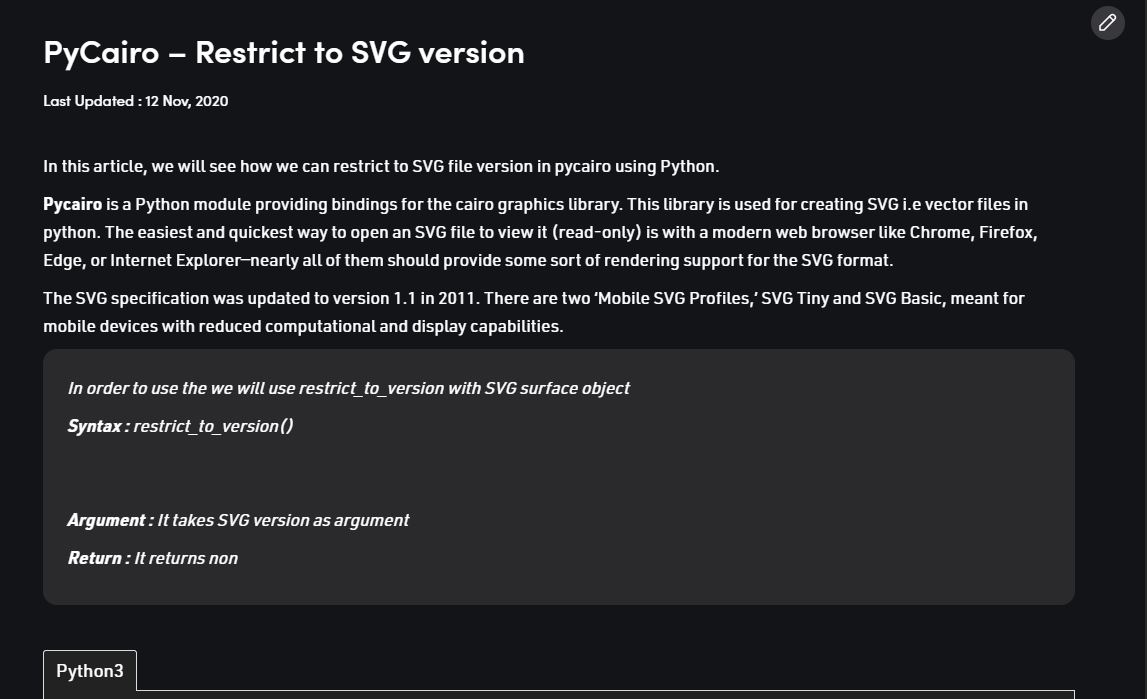 PyCairo – Restrict to SVG version
Last Updated : 12 Nov, 2020
In this article, we will see how we can restrict to SVG file version in pycairo using Python.
Pycairo is a Python module providing bindings for the cairo graphics library. This library is used for creating SVG i.e vector files in
python. The easiest and quickest way to open an SVG file to view it (read-only) is with a modern web browser like Chrome, Firefox,
Edge, or Internet Explorer—nearly all of them should provide some sort of rendering support for the SVG format.
The SVG specification was updated to version 1.1 in 2011. There are two ‘Mobile SVG Profiles,’ SVG Tiny and SVG Basic, meant for
mobile devices with reduced computational and display capabilities.
In order to use the we will use restrict_to_version with SVG surface object
Syntax : restrict_to_version()
Argument : It takes SVG version as argument
Return : It returns non
Python3